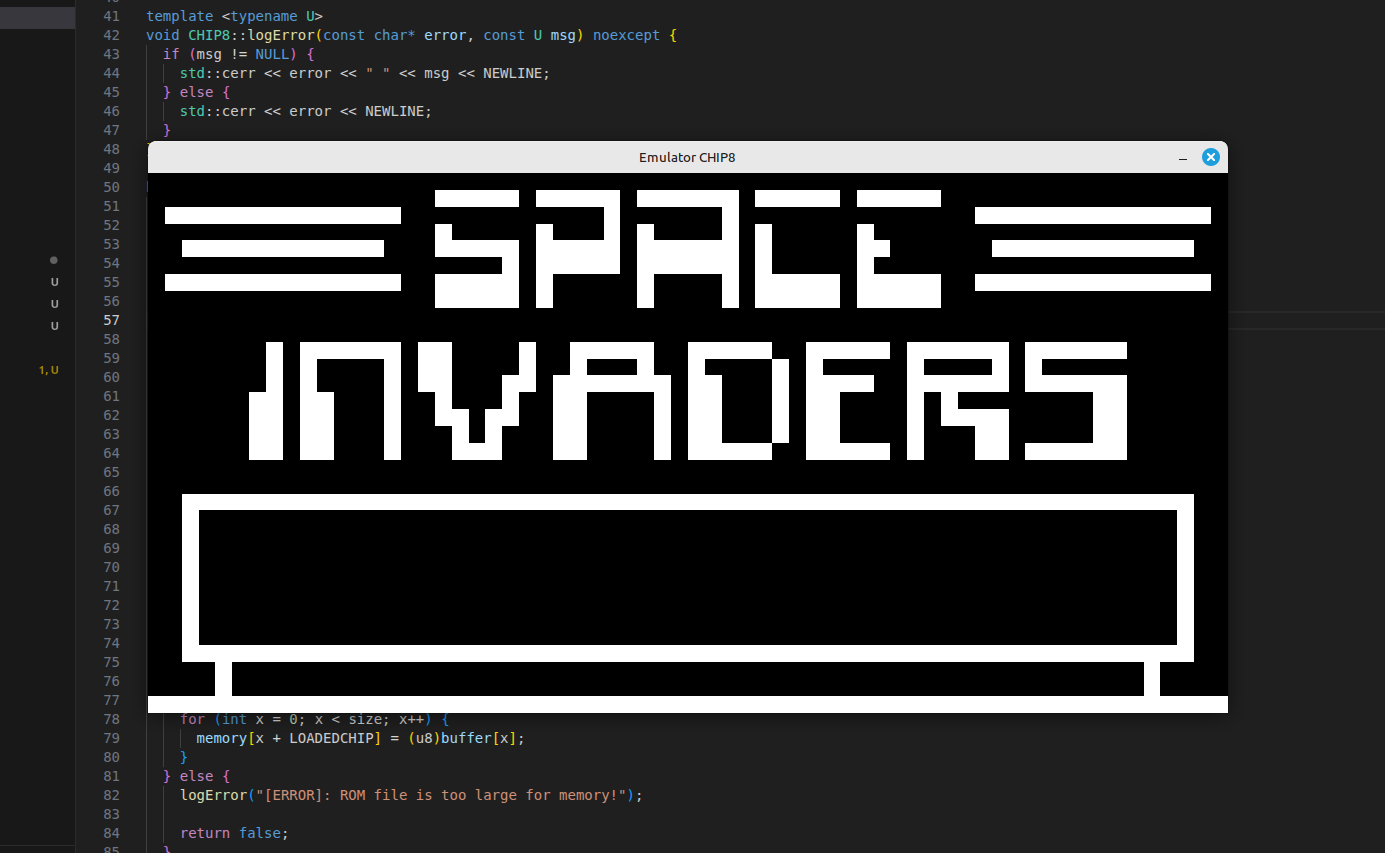 41 template <typename U>
42 void CHIP8::logError(const char* error, const U msg) noexcept {
43 if (msg != NULL) {
44 std::cerr << error << " " << msg << NEWLINE;
45 } else {
46 std::cerr << error << NEWLINE;
47 }
48
Emulator CHIP8
49
50
51
SPACE
52
53
54
55
U
56
U
57
U
58
59
INVADERS
60
1, U
61
62
63
64
65
66
67
68
69
70
71
72
73
74
75
76
77
78 for (int x = 0; x < size; x++) {
79 memory[x + LOADEDCHIP] = (u8)buffer[x];
80 }
81 } else {
82 logError("[ERROR]: ROM file is too large for memory!");
83
84 return false;
85 }